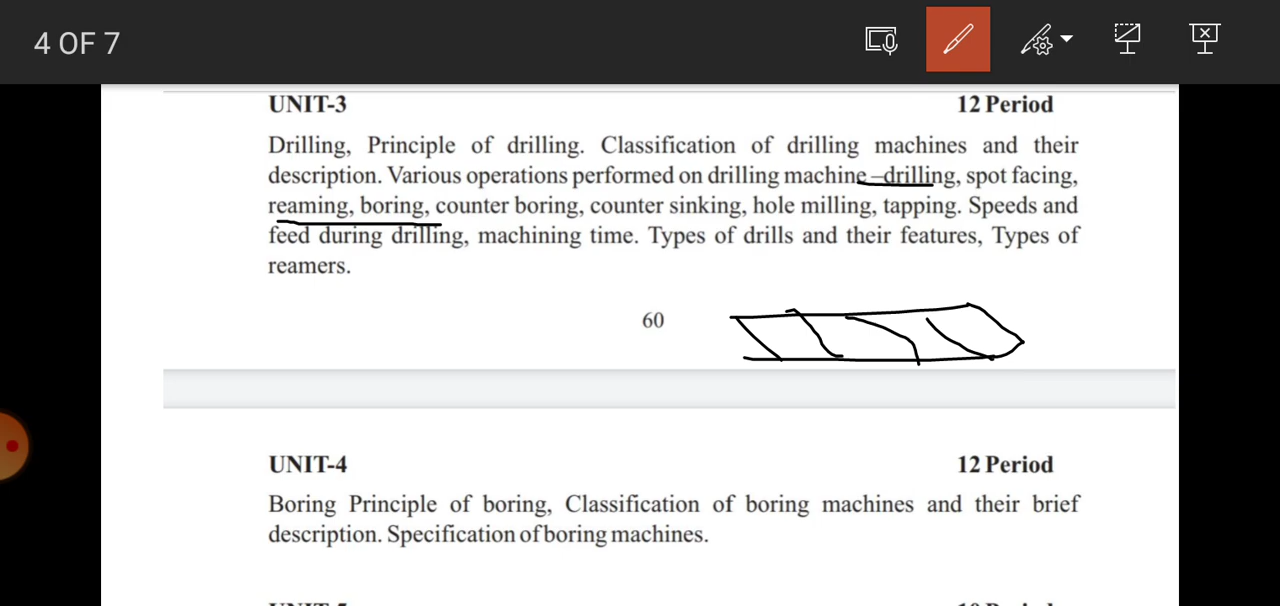 4 OF 7
UNIT-3 12 Period
Drilling, Principle of drilling. Classification of drilling machines and their
description. Various operations performed on drilling machine –drilling, spot facing,
reaming, boring, counter boring, counter sinking, hole milling, tapping. Speeds and
feed during drilling, machining time. Types of drills and their features, Types of
reamers.
60
UNIT-4 12 Period
Boring Principle of boring, Classification of boring machines and their brief
description. Specification of boring machines.